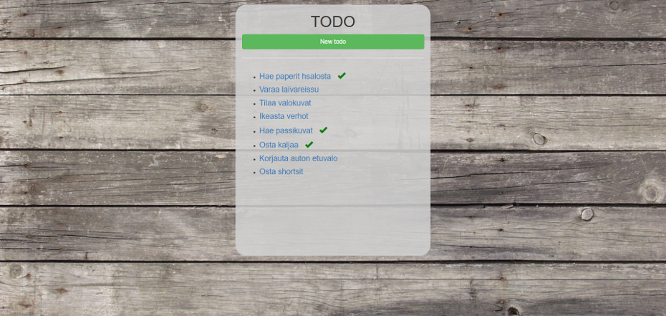 TODO
New todo
Hae paperit hsalosta
Varaa laivareissu
Tilaa valokuvat
Ikeasta verhot
Hae passikuvat
Osta kaljaa
Korjauta auton etuvalo
Osta shortsit